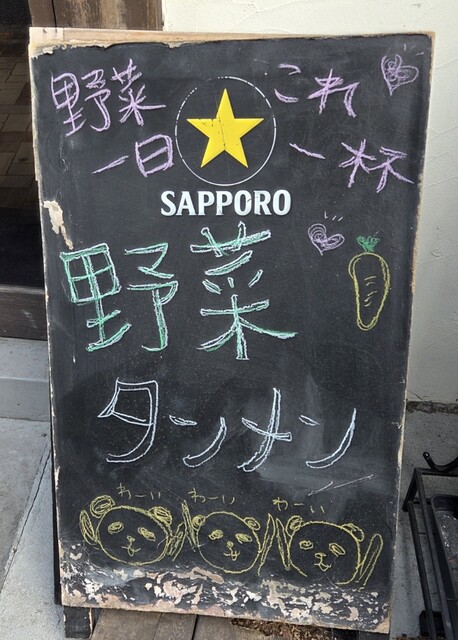 野菜 これ
一日 一杯
SAPPORO
野菜
タンメン
わーい わーい わーい